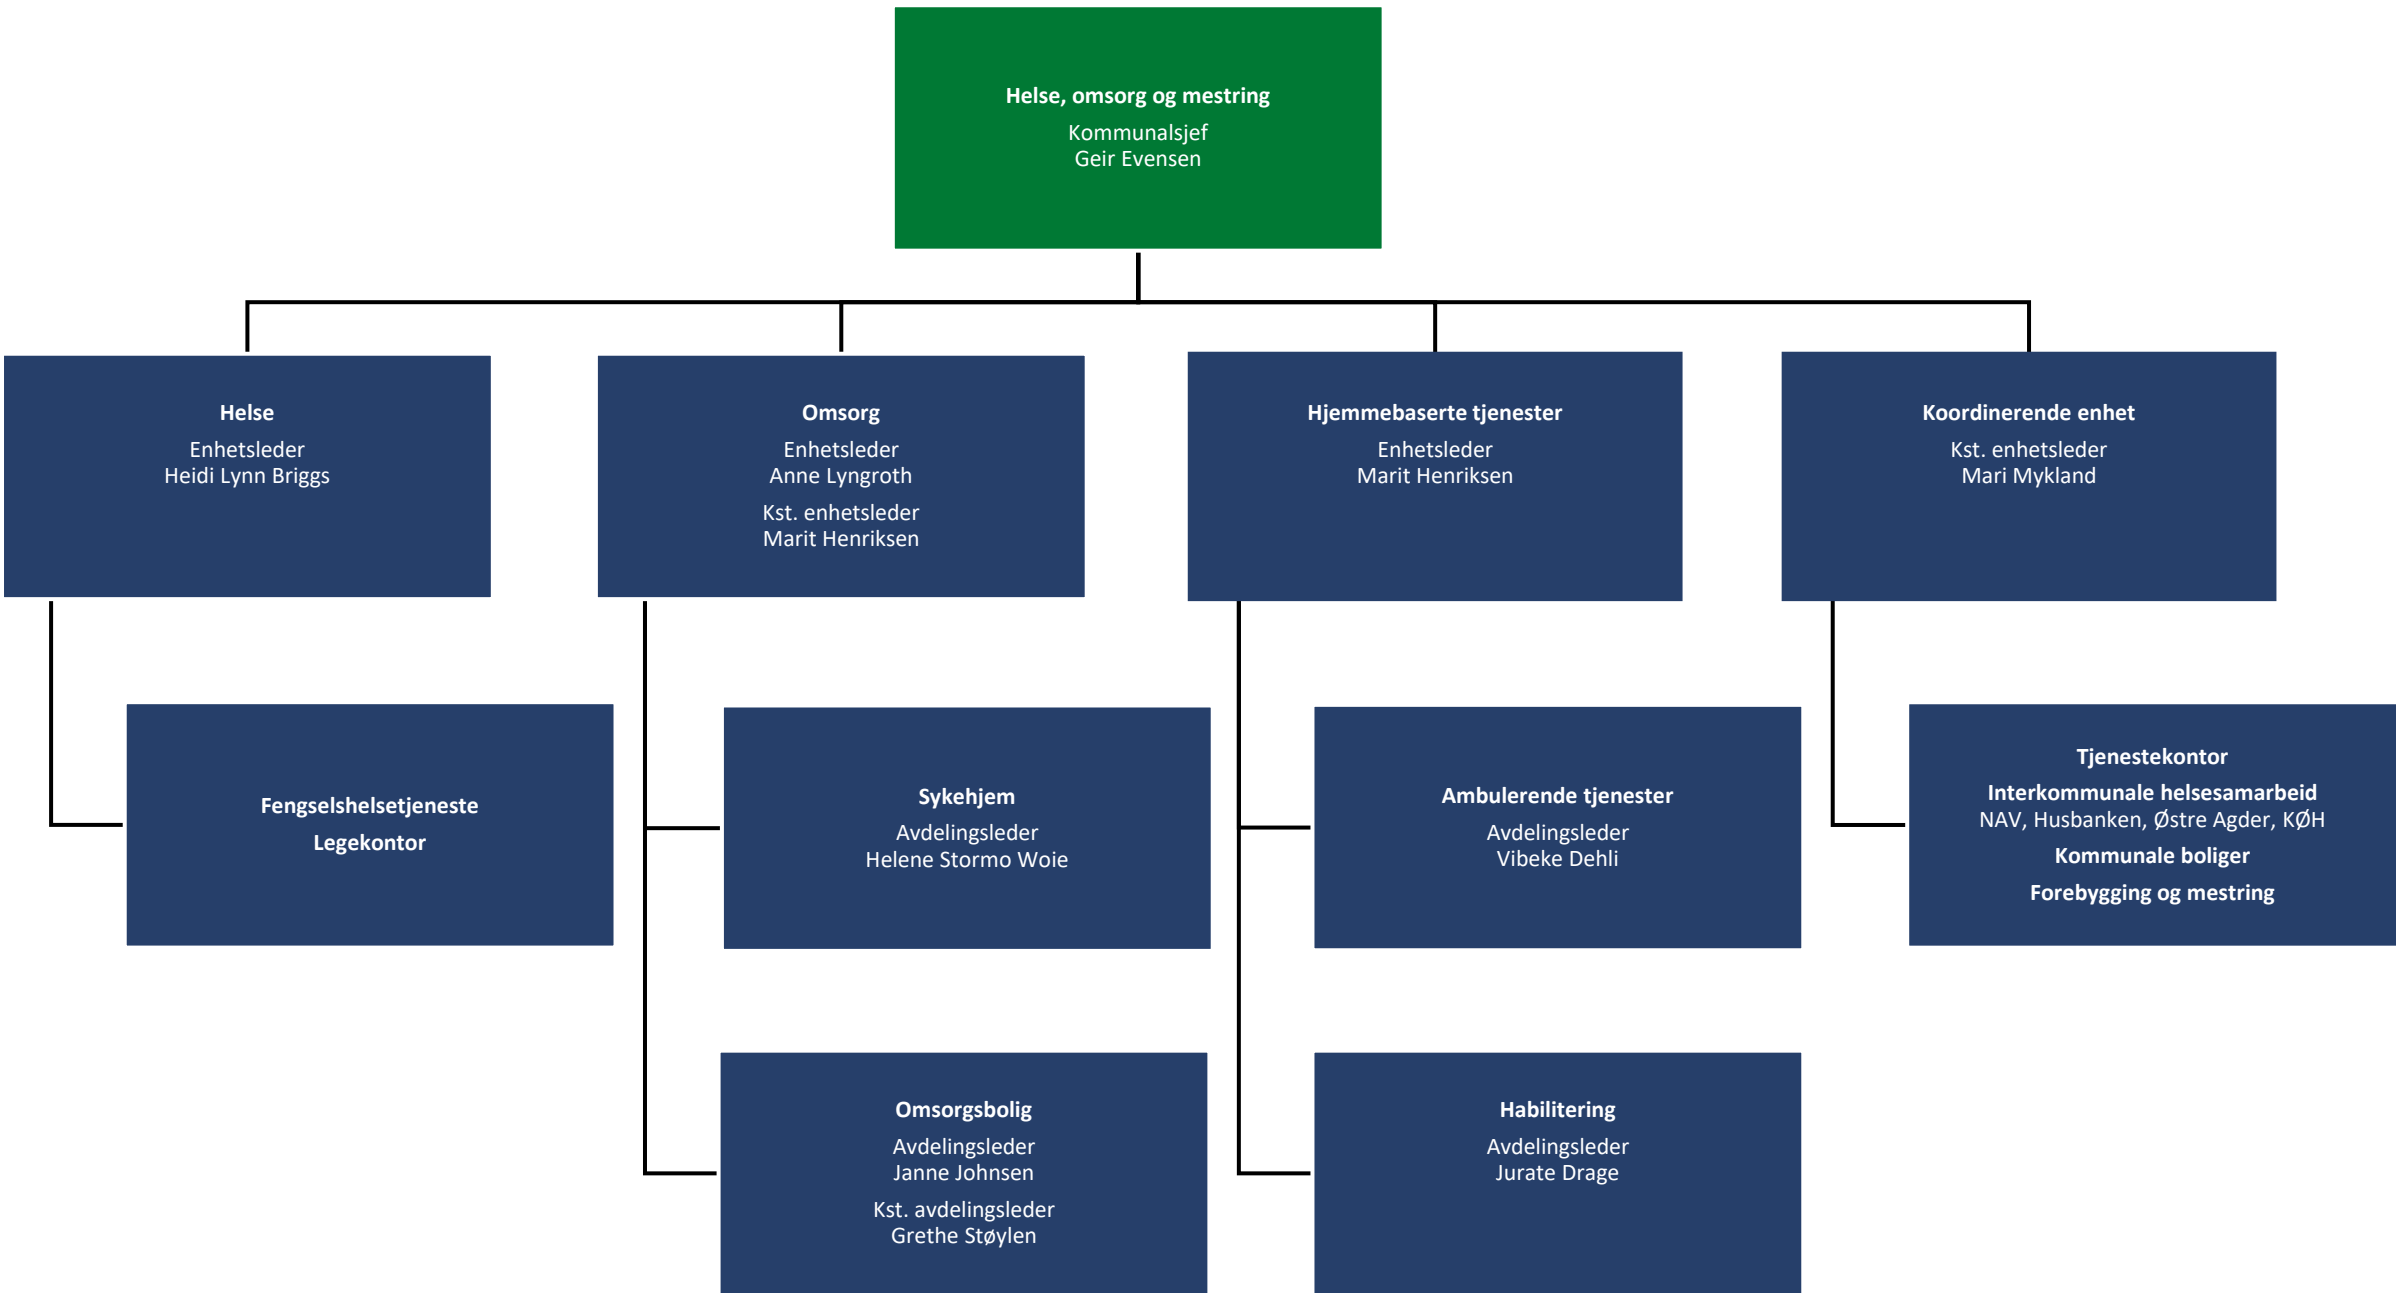 Helse, omsorg og mestring
Kommunalsjef
Geir Evensen
Helse
Enhetsleder
Heidi Lynn Briggs
Omsorg
Enhetsleder
Anne Lyngroth
Kst. enhetsleder
Marit Henriksen
Hjemmebaserte tjenester
Enhetsleder
Marit Henriksen
Koordinerende enhet
Kst. enhetsleder
Mari Mykland
Fengselshelsetjeneste
Legekontor
Sykehjem
Avdelingsleder
Helene Stormo Woie
Ambulerende tjenester
Avdelingsleder
Vibeke Dehli
Tjenestekontor
Interkommunale helsesamarbeid
NAV, Husbanken, Østre Agder, KØH
Kommunale boliger
Forebygging og mestring
Omsorgsbolig
Avdelingsleder
Janne Johnsen
Kst. avdelingsleder
Grethe Støylen
Habilitering
Avdelingsleder
Jurate Drage